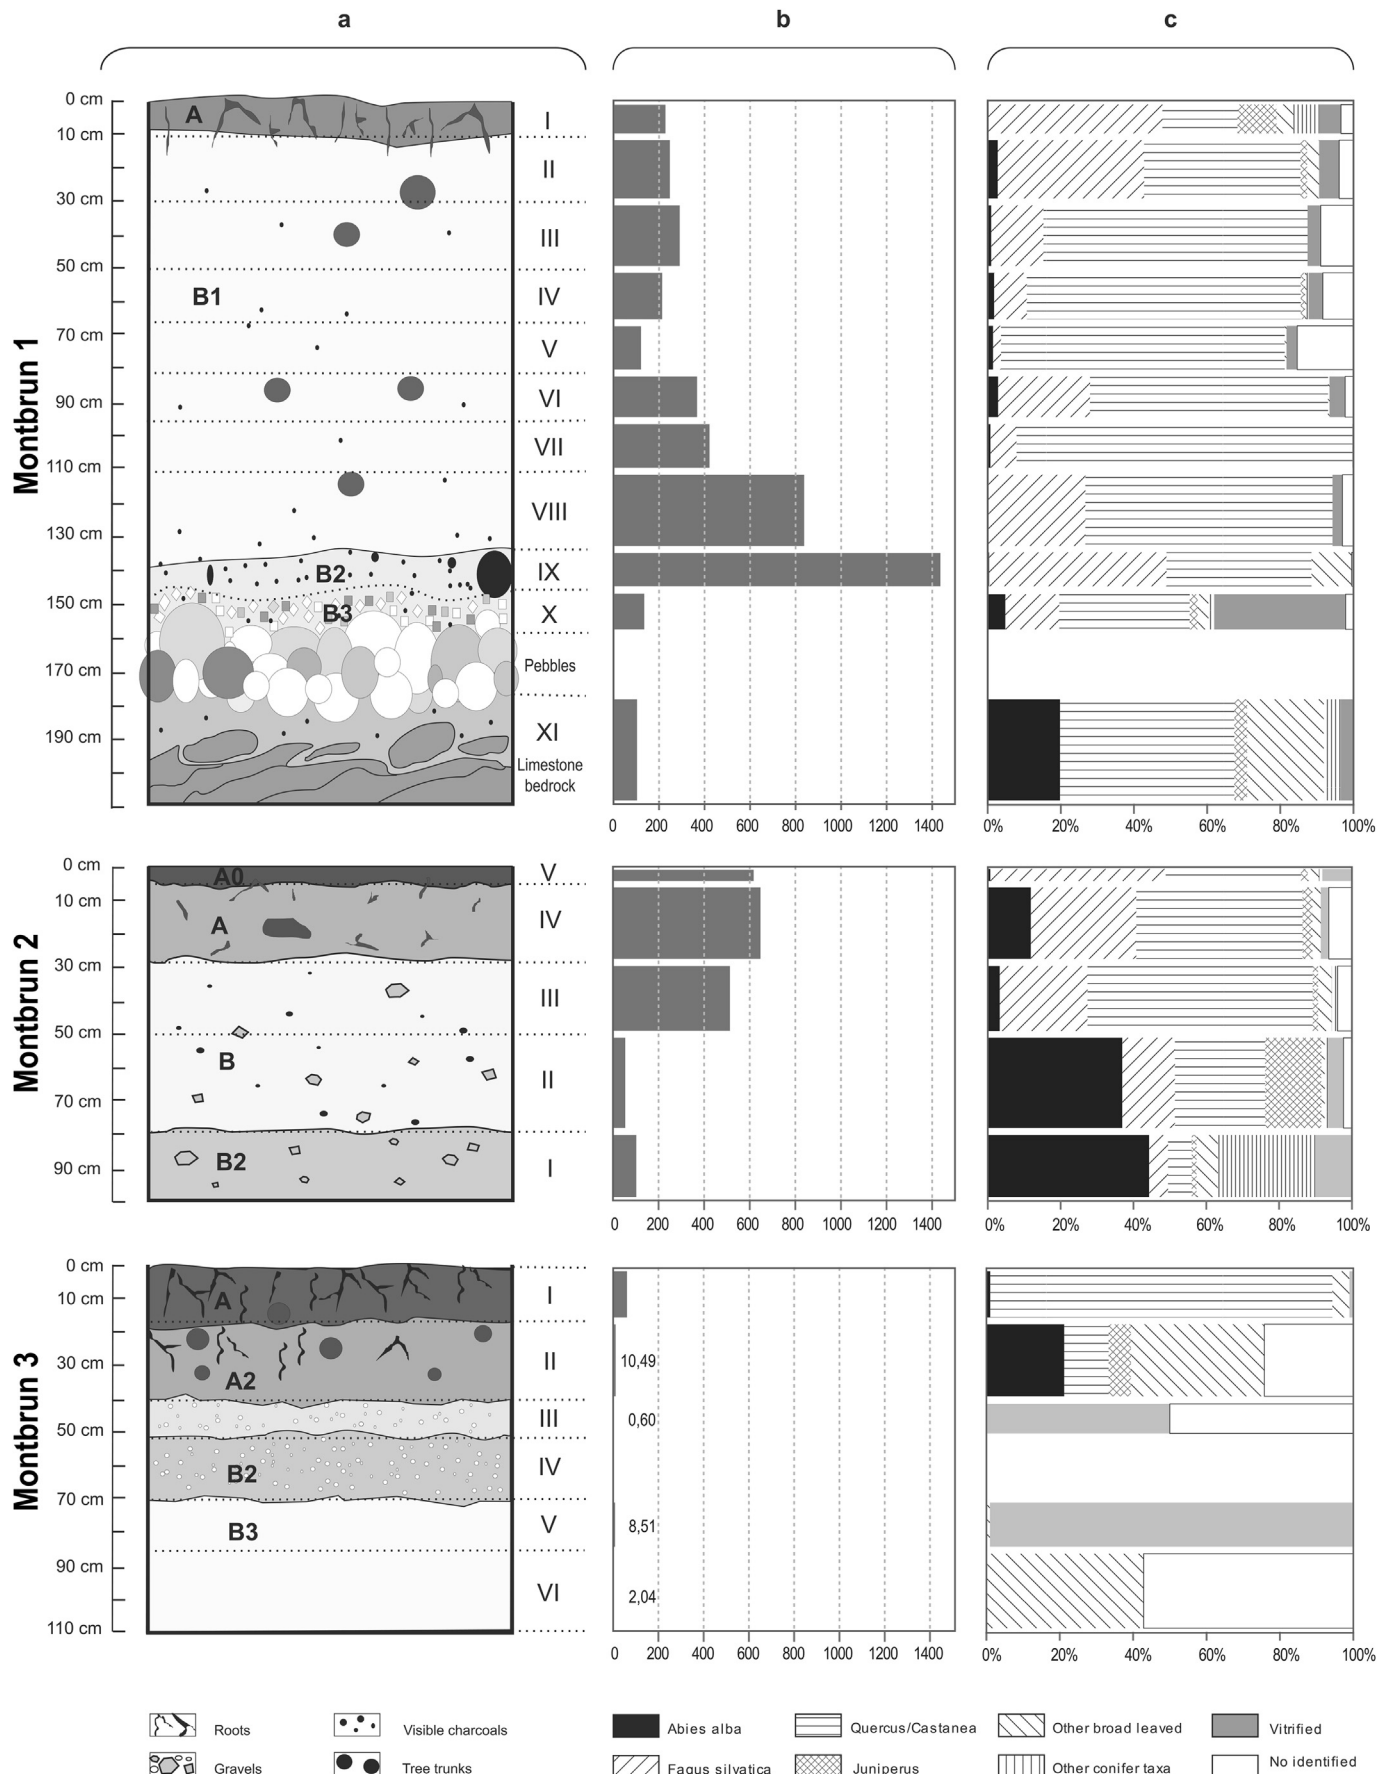 a b c
Montbrun 1
0 cm
10 cm
30 cm
50 cm
70 cm
90 cm
110 cm
130 cm
150 cm
170 cm
190 cm
A
B1
B2
B3
I
II
III
IV
V
VI
VII
VIII
IX
X
Pebbles
XI
Limestone
bedrock
0 200 400 600 800 1000 1200 1400
0% 20% 40% 60% 80% 100%
Montbrun 2
0 cm
10 cm
30 cm
50 cm
70 cm
90 cm
A0
A
B
B2
V
IV
III
II
I
0 200 400 600 800 1000 1200 1400
0% 20% 40% 60% 80% 100%
Montbrun 3
0 cm
10 cm
30 cm
50 cm
70 cm
90 cm
110 cm
A
A2
B2
B3
I
II
III
IV
V
VI
10,49
0,60
8,51
2,04
0 200 400 600 800 1000 1200 1400
0% 20% 40% 60% 80% 100%
Roots Visible charcoals Abies alba Quercus/Castanea Other broad leaved Vitrified
Gravels Tree trunks Fagus silvatica Juniperus Other conifer taxa No identified